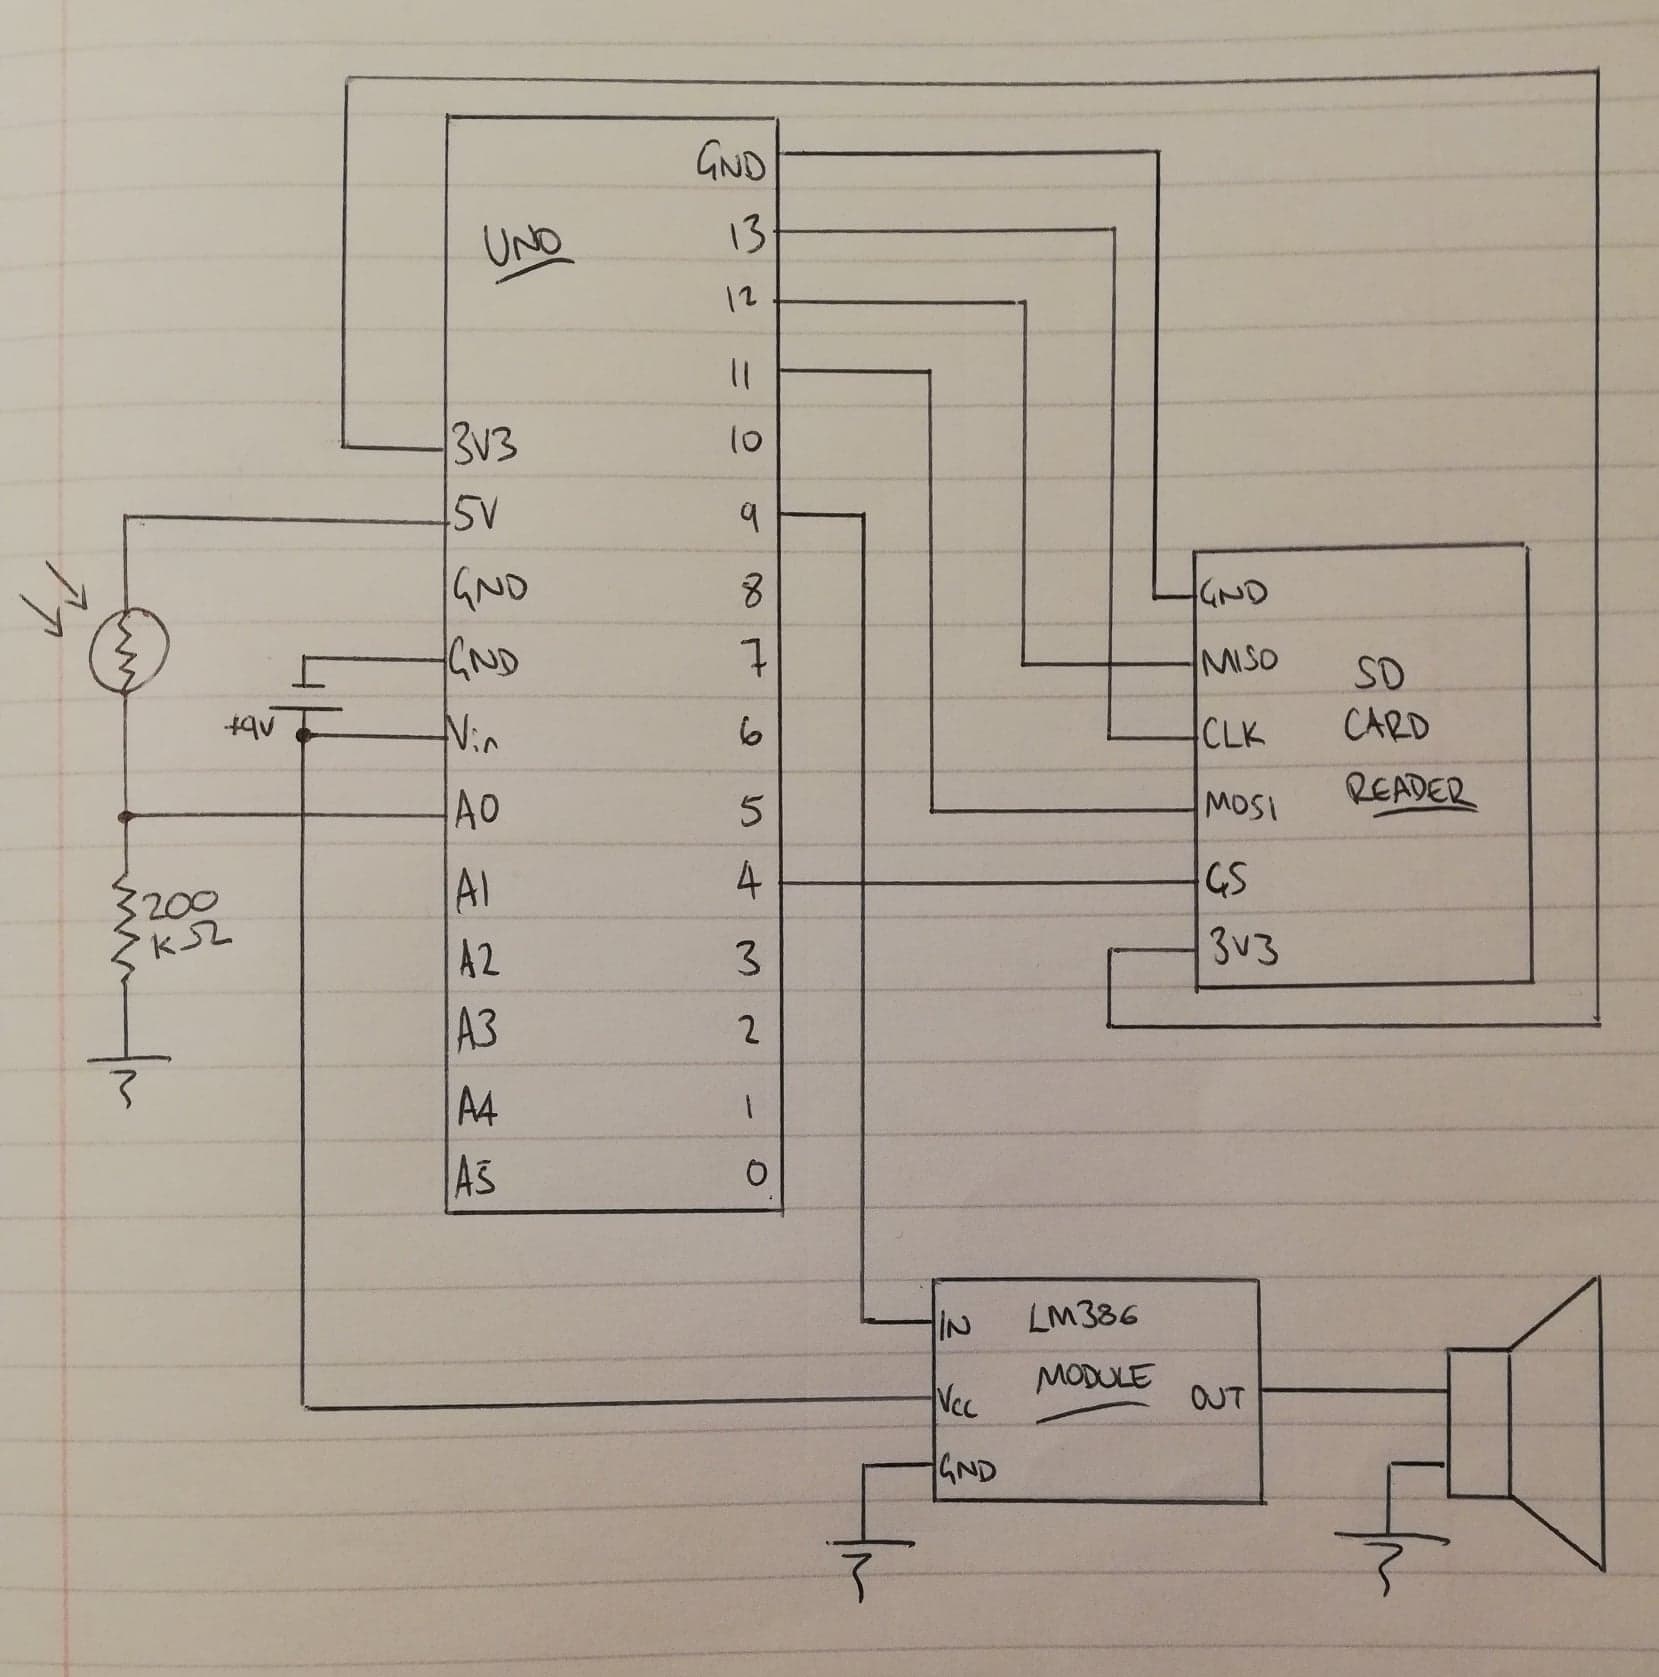 UNO
GND
13
12
11
10
9
8
7
6
5
4
3
2
1
0
3V3
5V
GND
GND
Vin
A0
A1
A2
A3
A4
A5
+9V
200
KΩ
GND
MISO
CLK
MOSI
CS
3V3
SD
CARD
READER
IN
Vcc
GND
LM386
MODULE
OUT